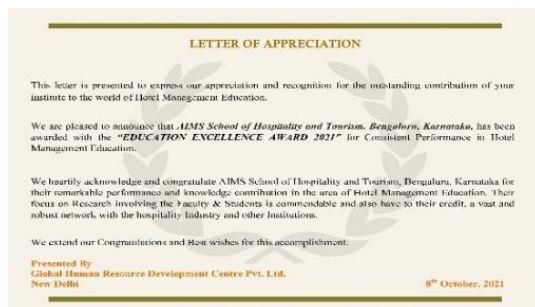 LETTER OF APPRECIATION
This letter is presented to express our appreciation and recognition for the outstanding contribution of your
institute to the world of Hotel Management Education.
We are pleased to announce that AIMS School of Hospitality and Tourism, Bengaluru, Karnataka, has been
awarded with the "EDUCATION EXCELLENCE AWARD 2021" for Consistent Performance in Hotel
Management Education.
We heartily acknowledge and congratulate AIMS School of Hospitality and Tourism, Bengaluru, Karnataka for
their remarkable performance and knowledge contribution in the area of Hotel Management Education. Their
focus on Research involving the Faculty & Students is commendable and also have to their credit, a vast and
robust network with the hospitality Industry and other Institutions.
We extend our Congratulations and Best wishes for this accomplishment.
Presented By
Global Human Resource Development Centre Pvt. Ltd.
New Delhi
8th October, 2021